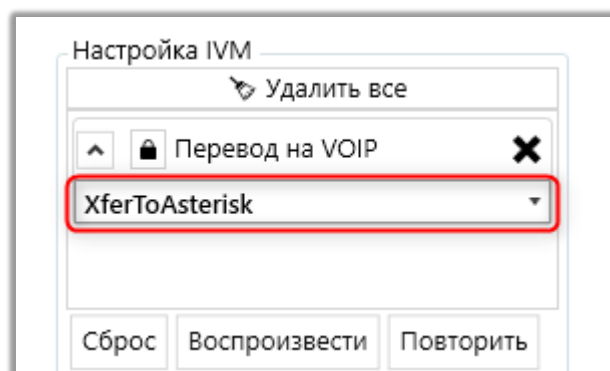 Настройка IVM
Удалить все
Перевод на VOIP
XferToAsterisk
Сброс Воспроизвести Повторить